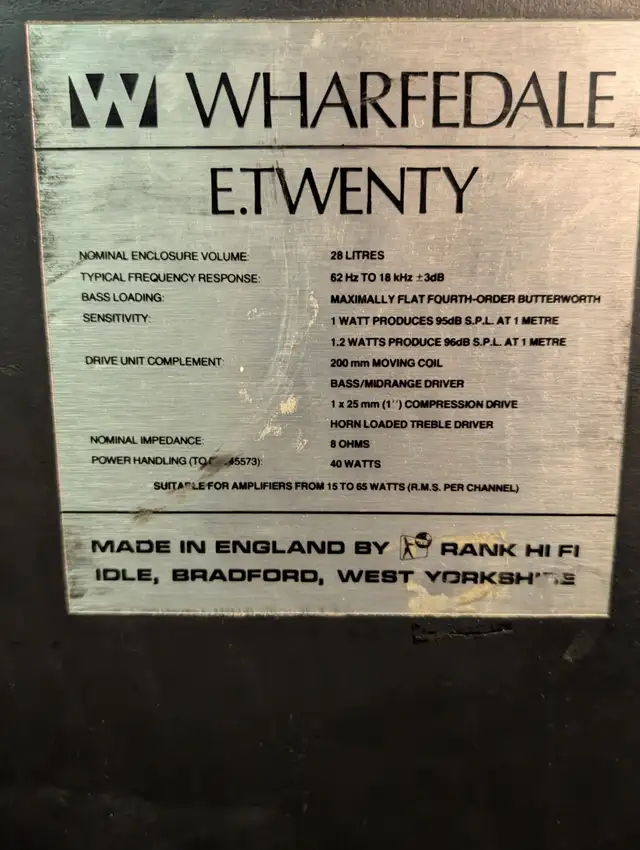 W WHARFEDALE
E.TWENTY
NOMINAL ENCLOSURE VOLUME: 28 LITRES
TYPICAL FREQUENCY RESPONSE: 62 Hz TO 18 kHz ±3dB
BASS LOADING: MAXIMALLY FLAT FOURTH-ORDER BUTTERWORTH
SENSITIVITY: 1 WATT PRODUCES 95dB S.P.L. AT 1 METRE
1.2 WATTS PRODUCE 96dB S.P.L. AT 1 METRE
DRIVE UNIT COMPLEMENT: 200 mm MOVING COIL
BASS/MIDRANGE DRIVER
1 x 25 mm (1'') COMPRESSION DRIVE
HORN LOADED TREBLE DRIVER
NOMINAL IMPEDANCE: 8 OHMS
POWER HANDLING (TO 45573): 40 WATTS
SUITABLE FOR AMPLIFIERS FROM 15 TO 65 WATTS (R.M.S. PER CHANNEL)
MADE IN ENGLAND BY RANK HI FI
IDLE, BRADFORD, WEST YORKSHIRE